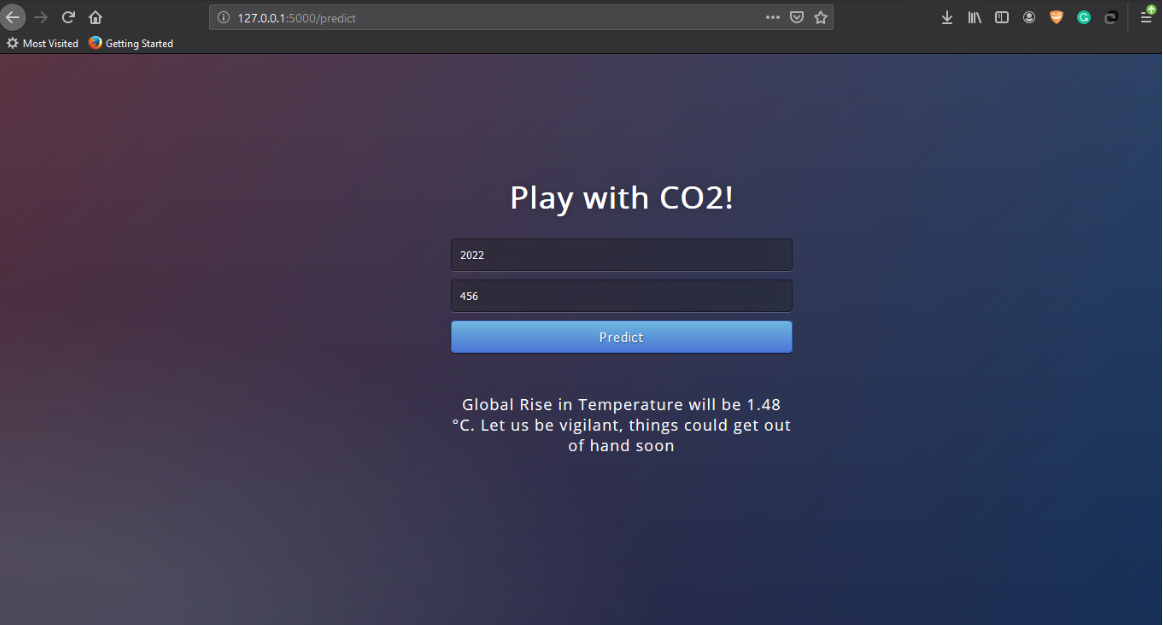 127.0.0.1:5000/predict
Most Visited Getting Started
Play with CO2!
2022
456
Predict
Global Rise in Temperature will be 1.48
°C. Let us be vigilant, things could get out
of hand soon